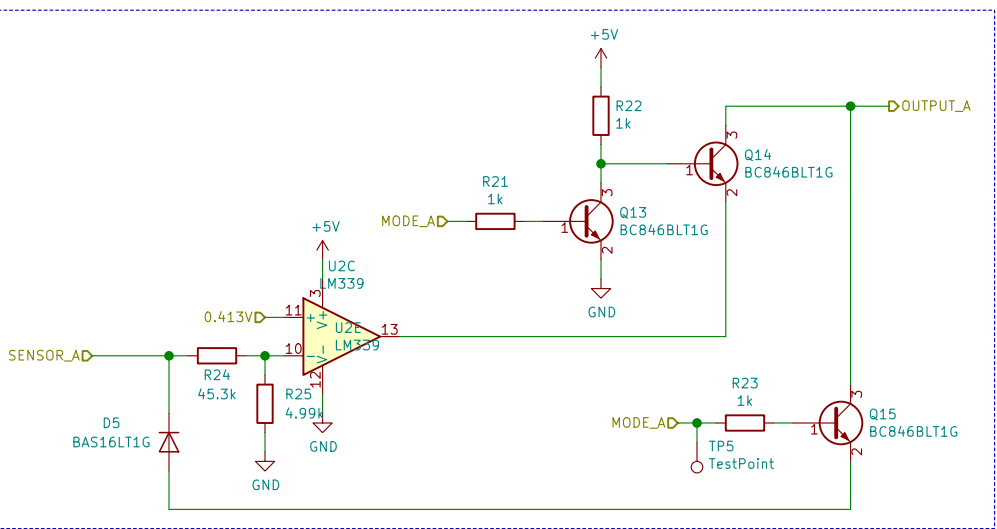 +5V
R22
1k
OUTPUT_A
3
Q14
BC846BLT1G
1
2
R21
1k
MODE_A
3
Q13
BC846BLT1G
1
2
GND
+5V
U2C
LM339
3
0.413V
11
+
V+
U2E
LM339
13
SENSOR_A
10
-
V-
12
R24
45.3k
R25
4.99k
GND
D5
BAS16LT1G
GND
R23
1k
MODE_A
TP5
TestPoint
3
Q15
BC846BLT1G
1
2